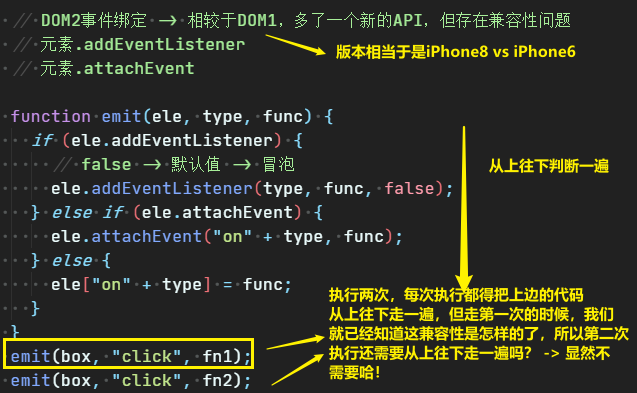 // DOM2事件绑定 -> 相较于DOM1，多了一个新的API，但存在兼容性问题
// 元素.addEventListener
版本相当于是iPhone8 vs iPhone6
// 元素.attachEvent
function emit(ele, type, func) {
if (ele.addEventListener) {
// false -> 默认值 -> 冒泡
从上往下判断一遍
ele.addEventListener(type, func, false);
} else if (ele.attachEvent) {
ele.attachEvent("on" + type, func);
} else {
ele["on" + type] = func;
}
}
执行两次，每次执行都得把上边的代码
从上往下走一遍，但走第一次的时候，我们
就已经知道这兼容性是怎样的了，所以第二次
执行还需要从上往下走一遍吗？ -> 显然不
需要哈！
emit(box, "click", fn1);
emit(box, "click", fn2);